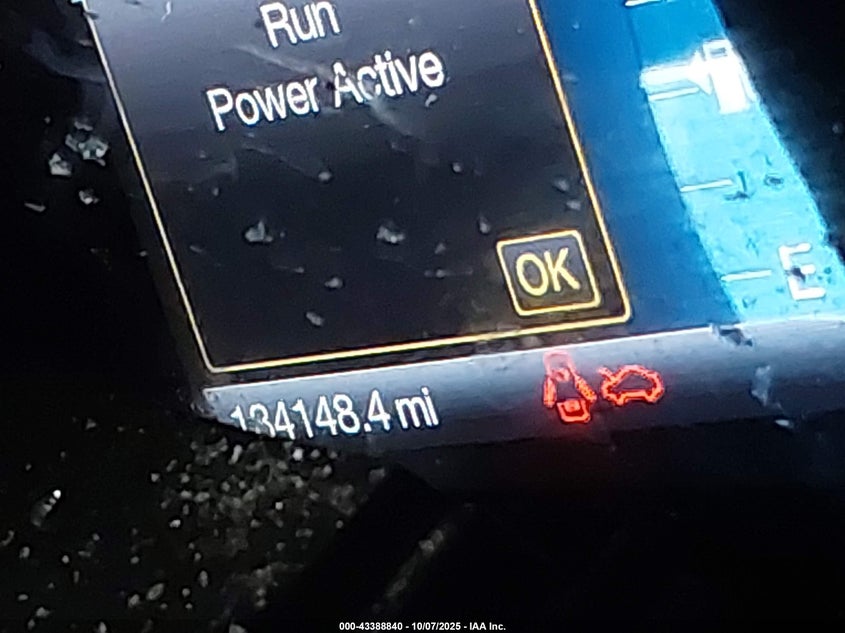 Run
Power Active
OK
E
134148.4 mi
000-43388840 - 10/07/2025 - IAA Inc.